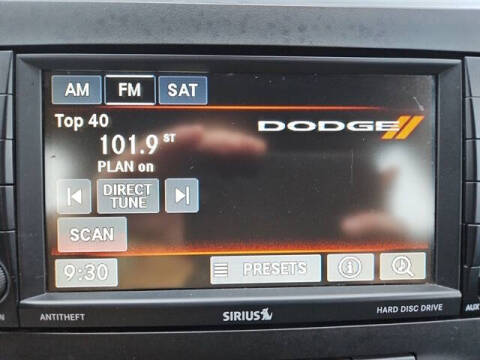 AM FM SAT
Top 40
101.9 ST
DODGE
PLAN on
DIRECT
TUNE
SCAN
9:30 PRESETS
ANTITHEFT SIRIUS HARD DISC DRIVE AUX